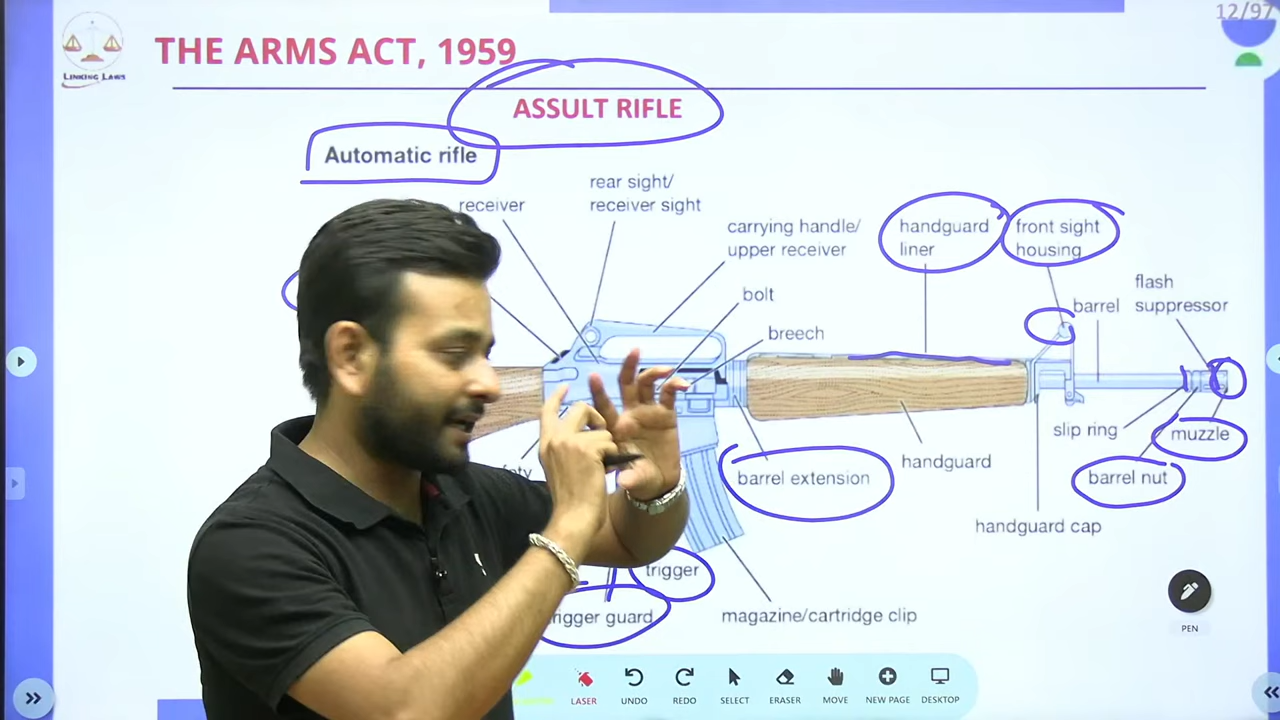 12/97
LINKING LAWS
THE ARMS ACT, 1959
ASSULT RIFLE
Automatic rifle
receiver
rear sight/
receiver sight
carrying handle/
upper receiver
bolt
breech
handguard
liner
front sight
housing
barrel
flash
suppressor
slip ring
muzzle
barrel nut
handguard
handguard cap
barrel extension
trigger
guard
magazine/cartridge clip
PEN
LASER
UNDO
REDO
SELECT
ERASER
MOVE
NEW PAGE
DESKTOP